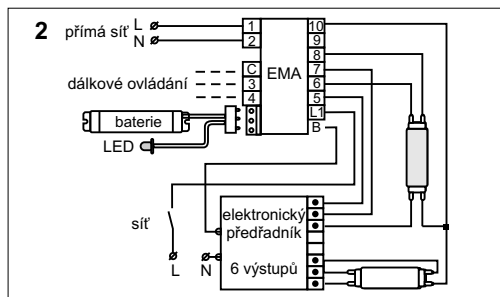 2 přímá síť L
N
1
2
C
3
4
EMA
10
9
8
7
6
5
L1
B
dálkové ovládání
baterie
LED
síť
L
N
elektronický
předřadník
6 výstupů